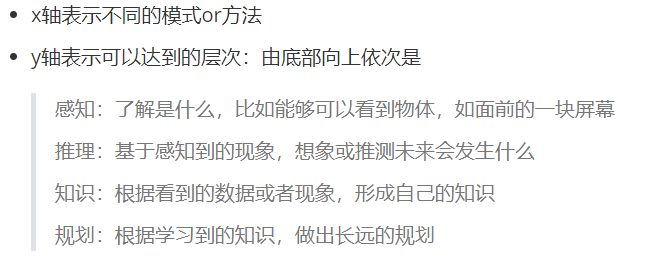 x轴表示不同的模式or方法
y轴表示可以达到的层次：由底部向上依次是
感知：了解是什么，比如能够可以看到物体，如面前的一块屏幕
推理：基于感知到的现象，想象或推测未来会发生什么
知识：根据看到的数据或者现象，形成自己的知识
规划：根据学习到的知识，做出长远的规划